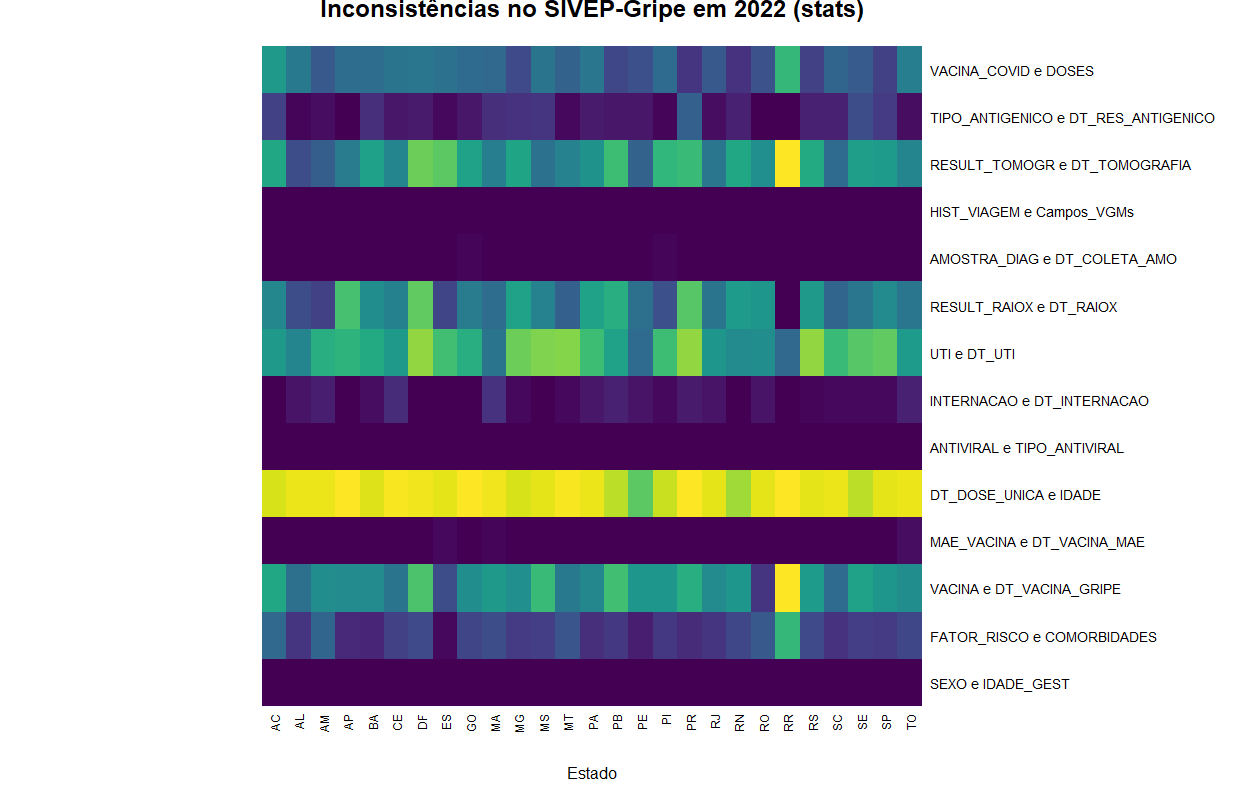 Inconsistências no SIVEP-Gripe em 2022 (stats)
VACINA_COVID e DOSES
TIPO_ANTIGENICO e DT_RES_ANTIGENICO
RESULT_TOMOGR e DT_TOMOGRAFIA
HIST_VIAGEM e Campos_VGMs
AMOSTRA_DIAG e DT_COLETA_AMO
RESULT_RAIOX e DT_RAIOX
UTI e DT_UTI
INTERNACAO e DT_INTERNACAO
ANTIVIRAL e TIPO_ANTIVIRAL
DT_DOSE_UNICA e IDADE
MAE_VACINA e DT_VACINA_MAE
VACINA e DT_VACINA_GRIPE
FATOR_RISCO e COMORBIDADES
SEXO e IDADE_GEST
AC
AL
AM
AP
BA
CE
DF
ES
GO
MA
MG
MS
MT
PA
PB
PE
PI
PR
RJ
RN
RO
RR
RS
SC
SE
SP
TO
Estado